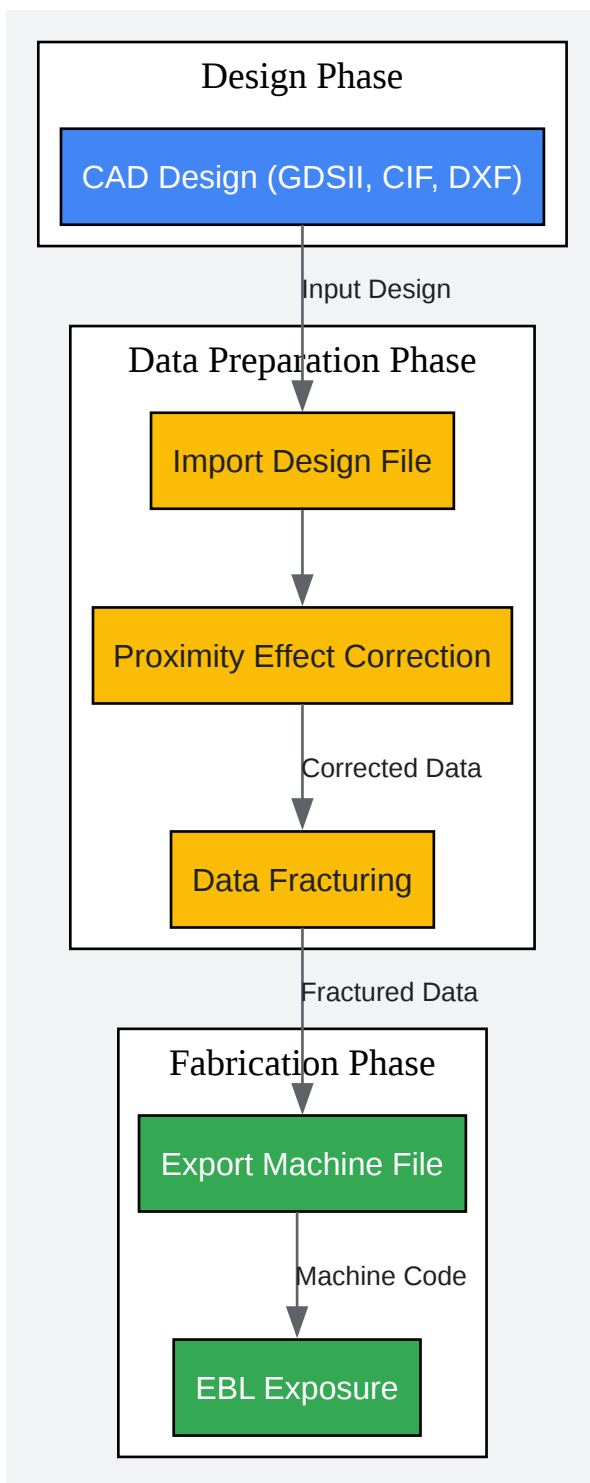 Design Phase
CAD Design (GDSII, CIF, DXF)
Input Design
Data Preparation Phase
Import Design File
Proximity Effect Correction
Corrected Data
Data Fracturing
Fractured Data
Fabrication Phase
Export Machine File
Machine Code
EBL Exposure